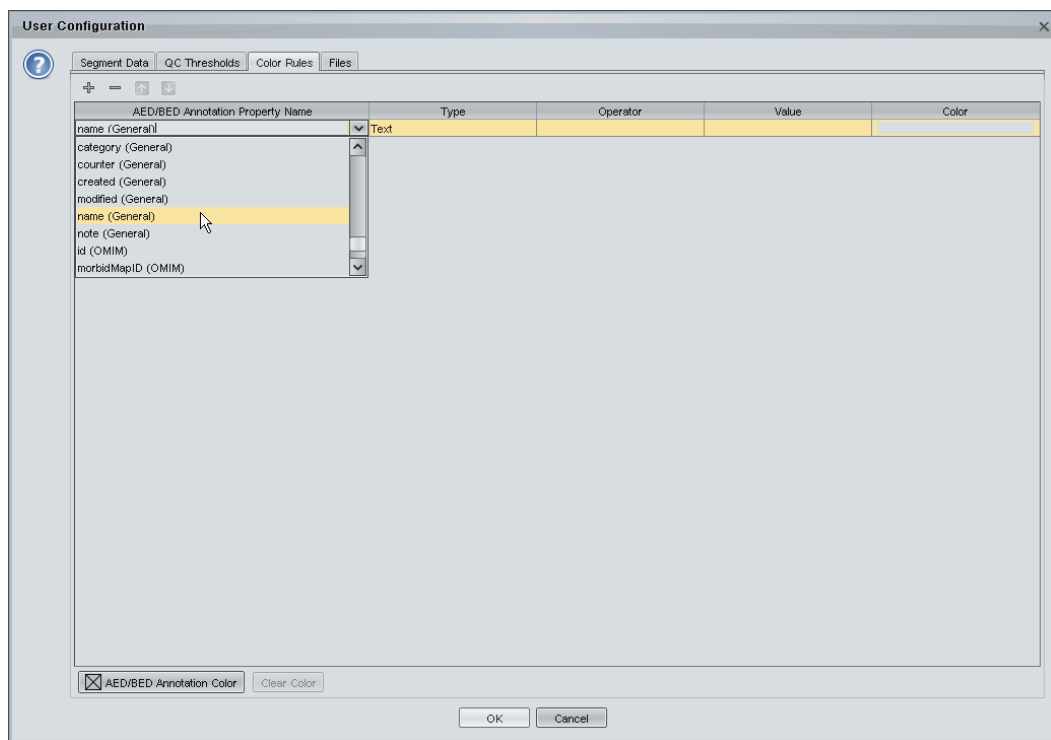 User Configuration
Segment Data QC Thresholds Color Rules Files
AED/BED Annotation Property Name Type Operator Value Color
name (General) Text
category (General)
counter (General)
created (General)
modified (General)
name (General)
note (General)
id (OMIM)
morbidMapID (OMIM)
AED/BED Annotation Color Clear Color
OK Cancel